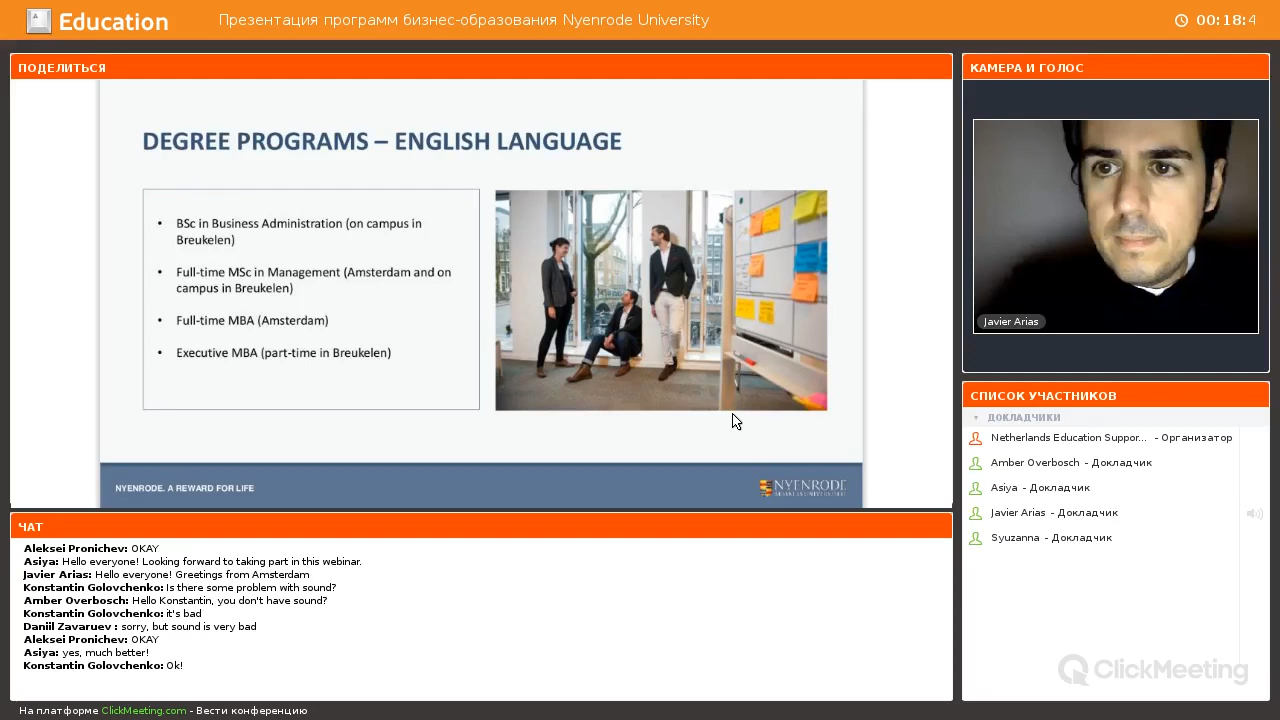 Education
Презентация программ бизнес-образования Nyenrode University
00:18:4
ПОДЕЛИТЬСЯ
DEGREE PROGRAMS – ENGLISH LANGUAGE
• BSc in Business Administration (on campus in
Breukelen)
• Full-time MSc in Management (Amsterdam and on
campus in Breukelen)
• Full-time MBA (Amsterdam)
• Executive MBA (part-time in Breukelen)
NYENRODE. A REWARD FOR LIFE
NYENRODE
КАМЕРА И ГОЛОС
Javier Arias
СПИСОК УЧАСТНИКОВ
ДОКЛАДЧИКИ
Netherlands Education Suppor... - Организатор
Amber Overbosch - Докладчик
Asiya - Докладчик
Javier Arias - Докладчик
Syuzanna - Докладчик
ClickMeeting
ЧАТ
Aleksei Pronichev: OKAY
Asiya: Hello everyone! Looking forward to taking part in this webinar.
Javier Arias: Hello everyone! Greetings from Amsterdam
Konstantin Golovchenko: Is there some problem with sound?
Amber Overbosch: Hello Konstantin, you don't have sound?
Konstantin Golovchenko: it's bad
Daniil Zavaruev : sorry, but sound is very bad
Aleksei Pronichev: OKAY
Asiya: yes, much better!
Konstantin Golovchenko: Ok!
На платформе ClickMeeting.com - Вести конференцию